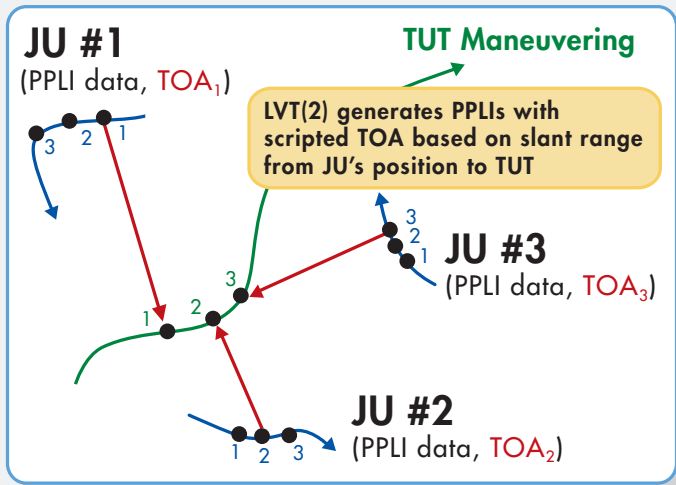 JU #1
(PPLI data, TOA₁)
TUT Maneuvering
LVT(2) generates PPLIs with
scripted TOA based on slant range
from JU's position to TUT
3
2
1
3
2
1
JU #3
(PPLI data, TOA₃)
1
2
3
JU #2
(PPLI data, TOA₂)
1
2
3